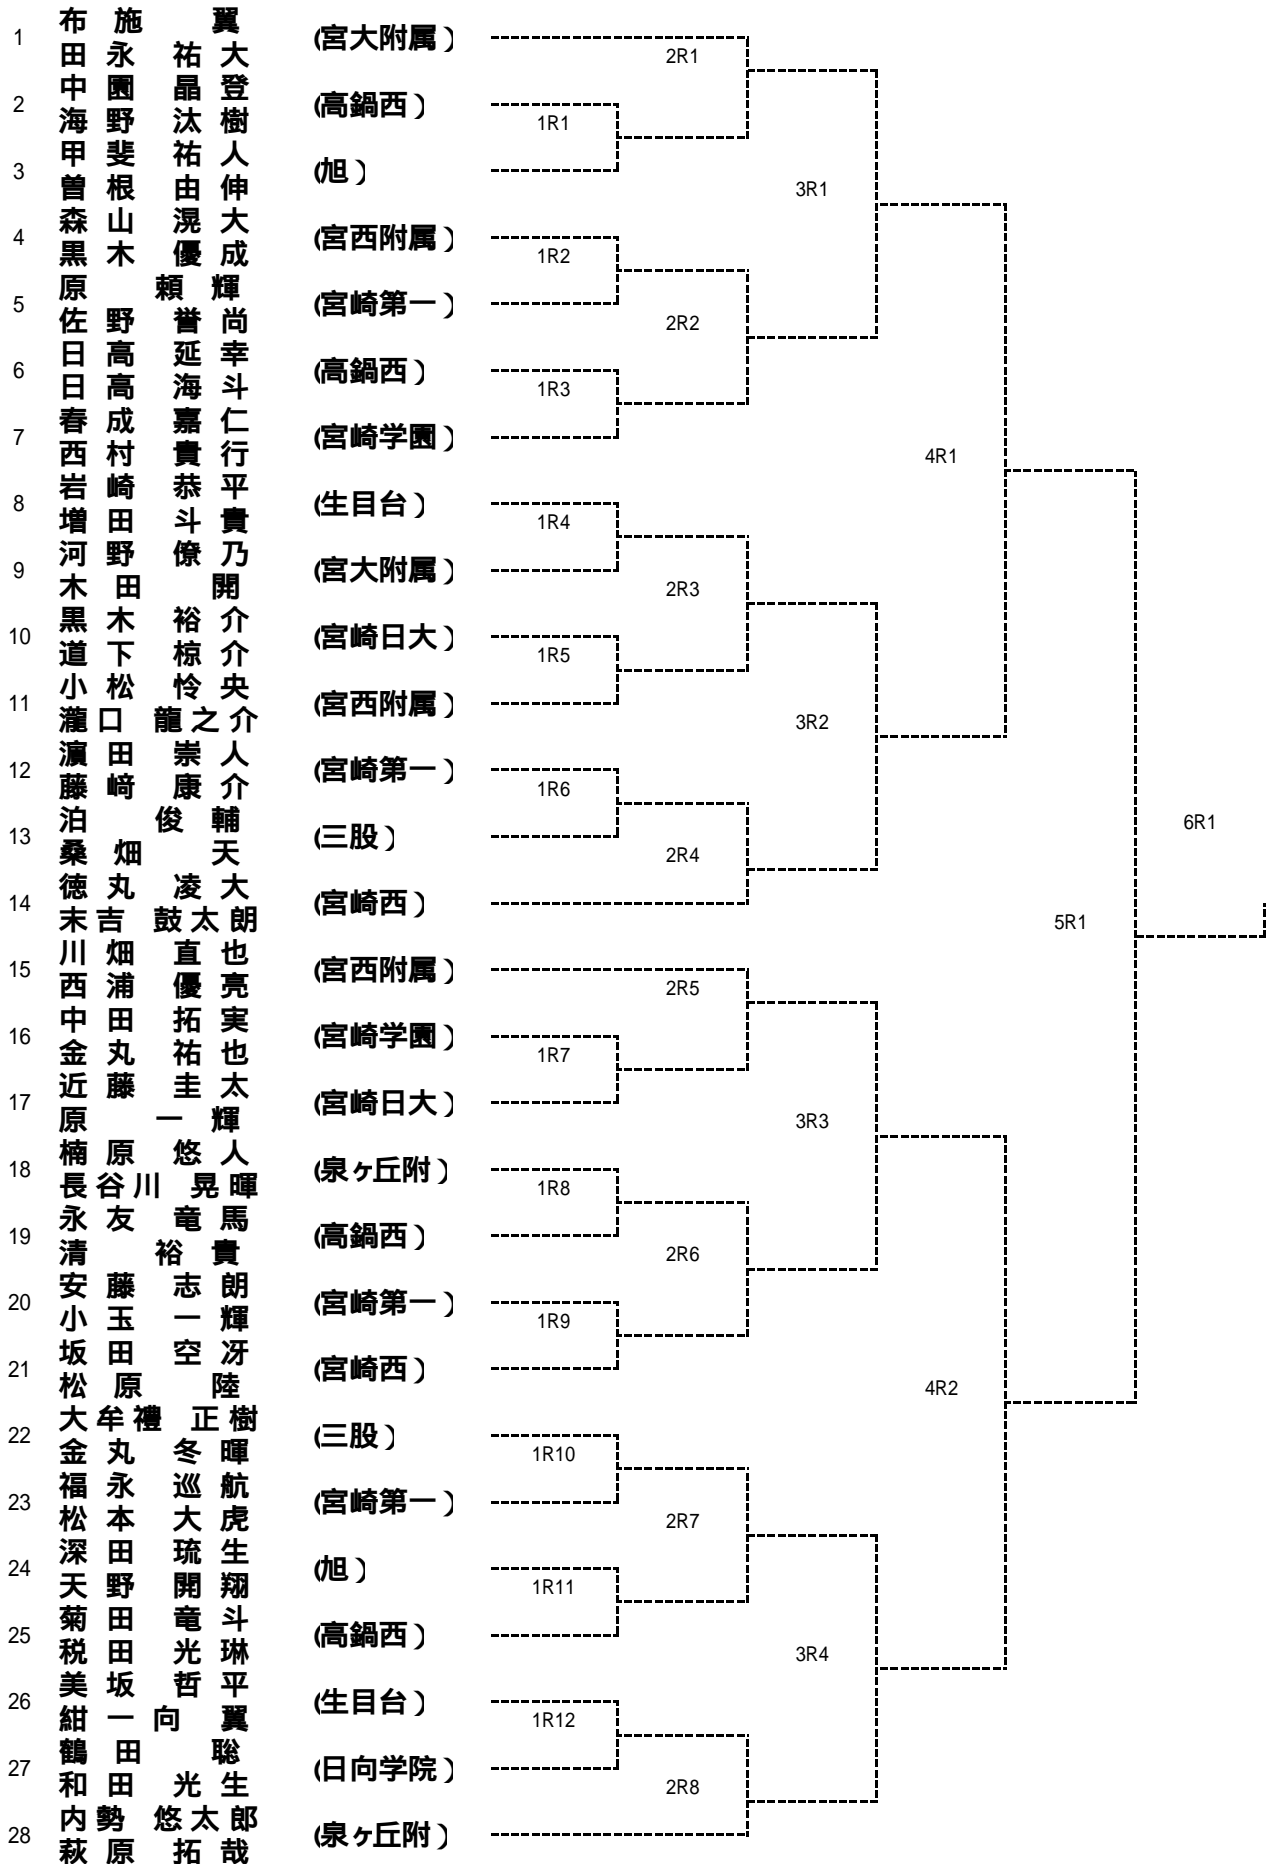 布施 翼
1 (宮大附属)
田永 祐大
2R1
中園 晶登
2 (高鍋西)
海野 汰樹
1R1
甲斐 祐人
3 (旭)
曽根 由伸
3R1
森山 滉大
4 (宮西附属)
黒木 優成
1R2
原 頼輝
5 (宮崎第一)
佐野 誉尚
2R2
日高 延幸
6 (高鍋西)
日高 海斗
1R3
春成 嘉仁
7 (宮崎学園)
西村 貴行
4R1
岩崎 恭平
8 (生目台)
増田 斗貴
1R4
河野 僚乃
9 (宮大附属)
木田 開
2R3
黒木 裕介
10 (宮崎日大)
道下 椋介
1R5
小松 怜央
11 (宮西附属)
瀧口 龍之介
3R2
濵田 崇人
12 (宮崎第一)
藤﨑 康介
1R6
泊 俊輔
6R1
13 (三股)
桑畑 天
2R4
徳丸 凌大
14 (宮崎西)
末吉 鼓太朗
5R1
川畑 直也
15 (宮西附属)
西浦 優亮
2R5
中田 拓実
16 (宮崎学園)
金丸 祐也
1R7
近藤 圭太
17 (宮崎日大)
原 一輝
3R3
楠原 悠人
18 (泉ヶ丘附)
長谷川 晃暉
1R8
永友 竜馬
19 (高鍋西)
清 裕貴
2R6
安藤 志朗
20 (宮崎第一)
小玉 一輝
1R9
坂田 空冴
21 (宮崎西)
松原 陸
4R2
大牟禮 正樹
22 (三股)
金丸 冬暉
1R10
福永 巡航
23 (宮崎第一)
松本 大虎
2R7
深田 琉生
24 (旭)
天野 開翔
1R11
菊田 竜斗
25 (高鍋西)
税田 光琳
3R4
美坂 哲平
26 (生目台)
紺一向 翼
1R12
鶴田 聡
27 (日向学院)
和田 光生
2R8
内勢 悠太郎
28 (泉ヶ丘附)
萩原 拓哉